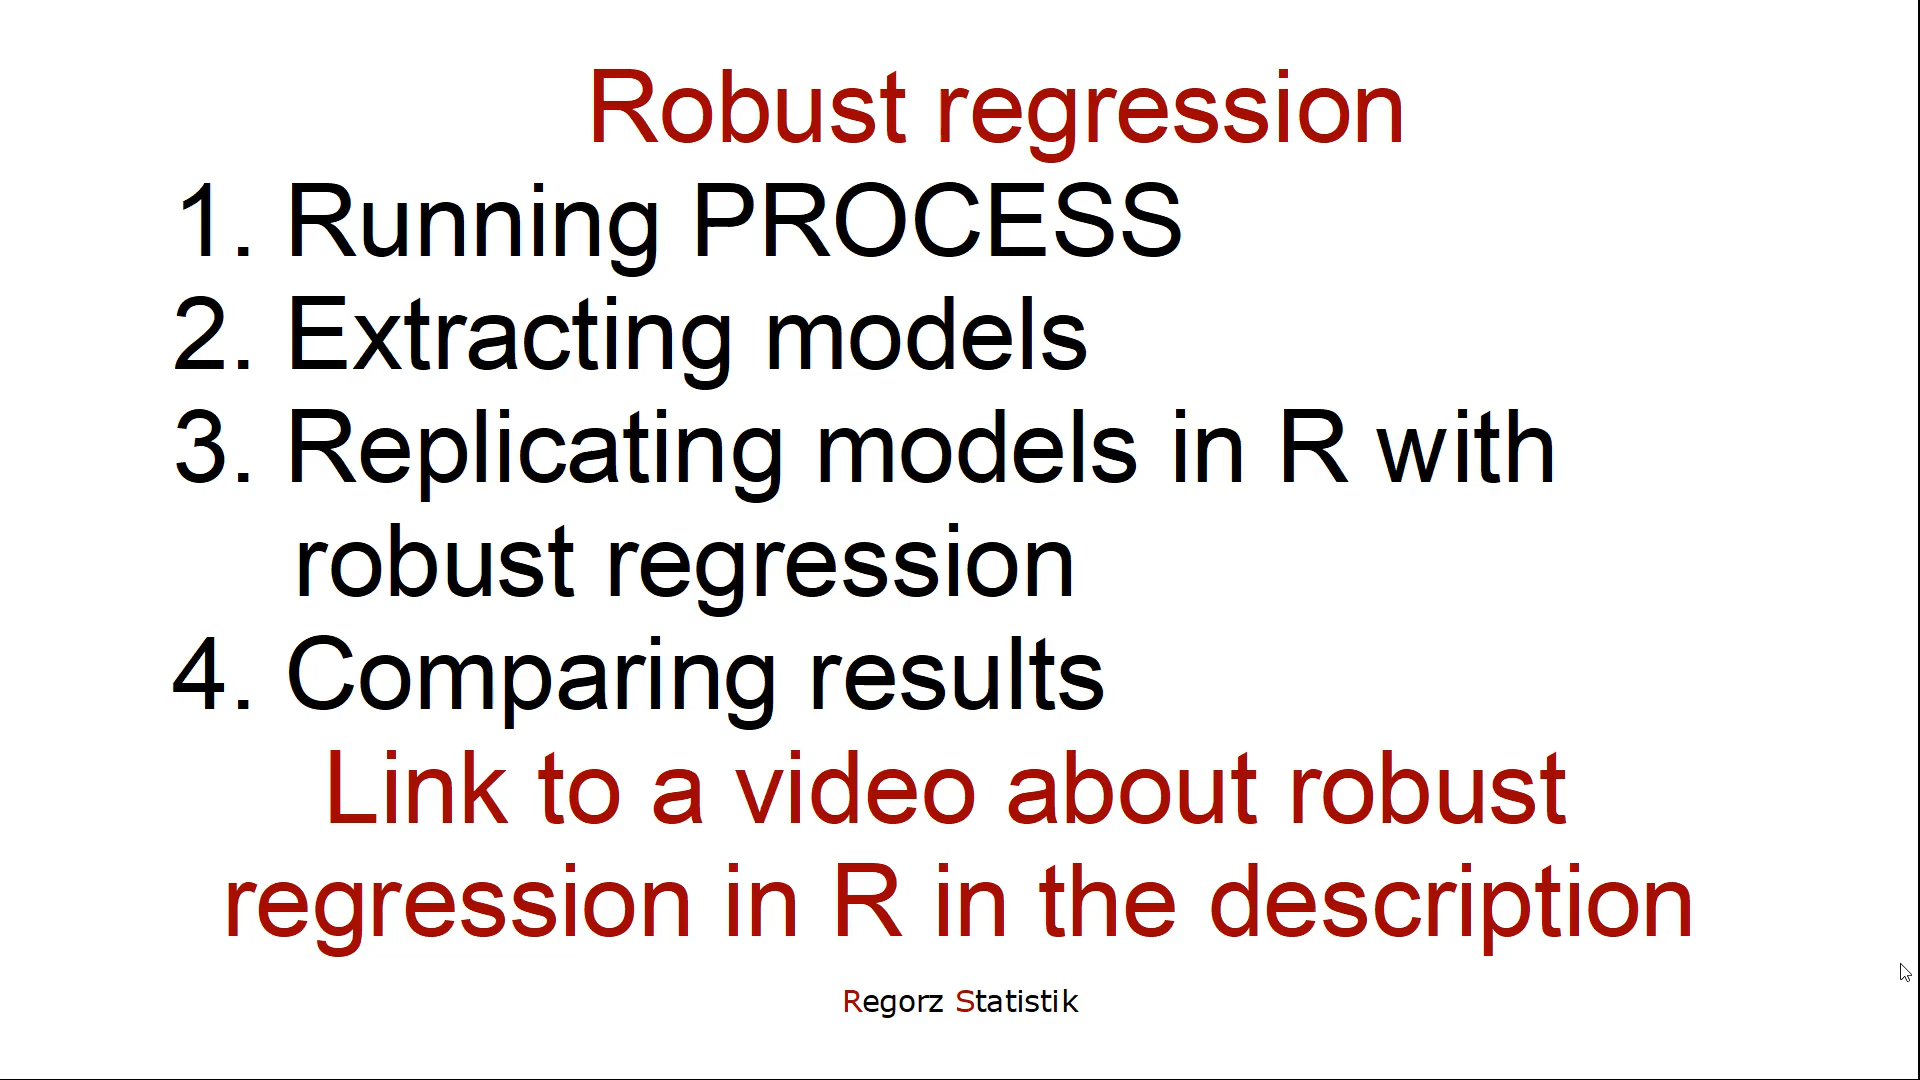 Robust regression
1. Running PROCESS
2. Extracting models
3. Replicating models in R with
robust regression
4. Comparing results
Link to a video about robust
regression in R in the description
Regorz Statistik